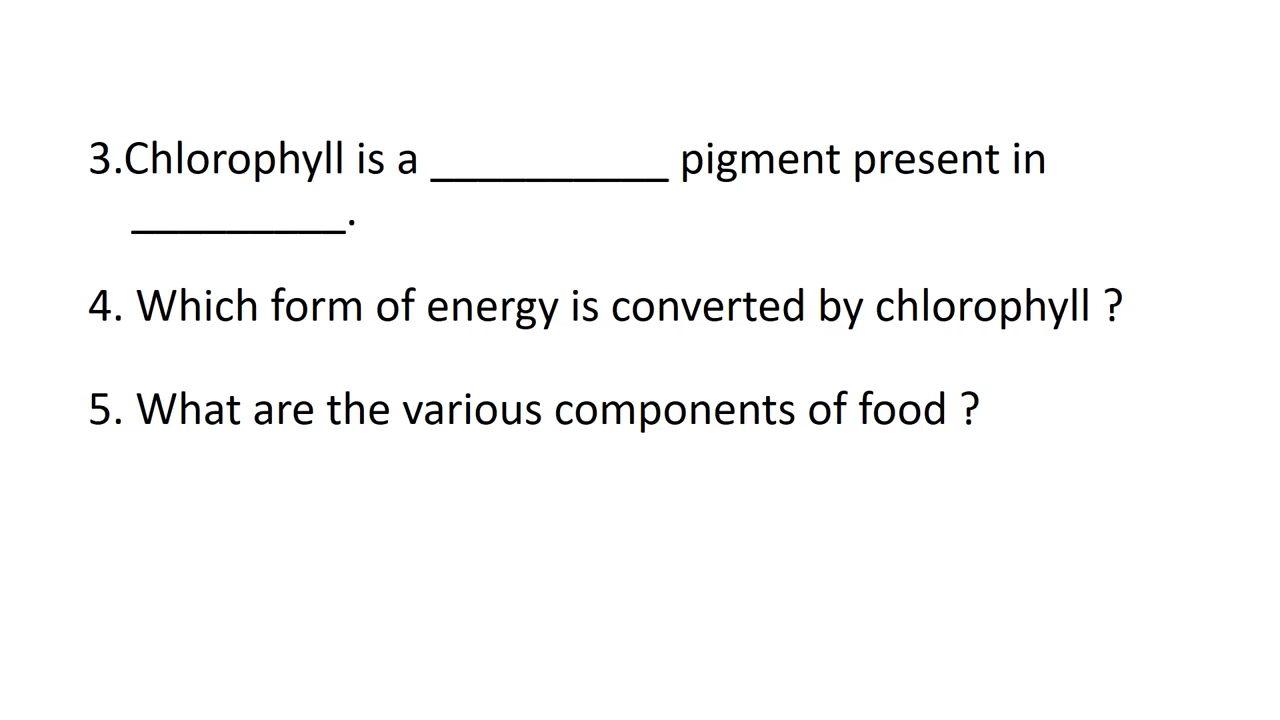 3.Chlorophyll is a __________ pigment present in
_________.
4. Which form of energy is converted by chlorophyll ?
5. What are the various components of food ?